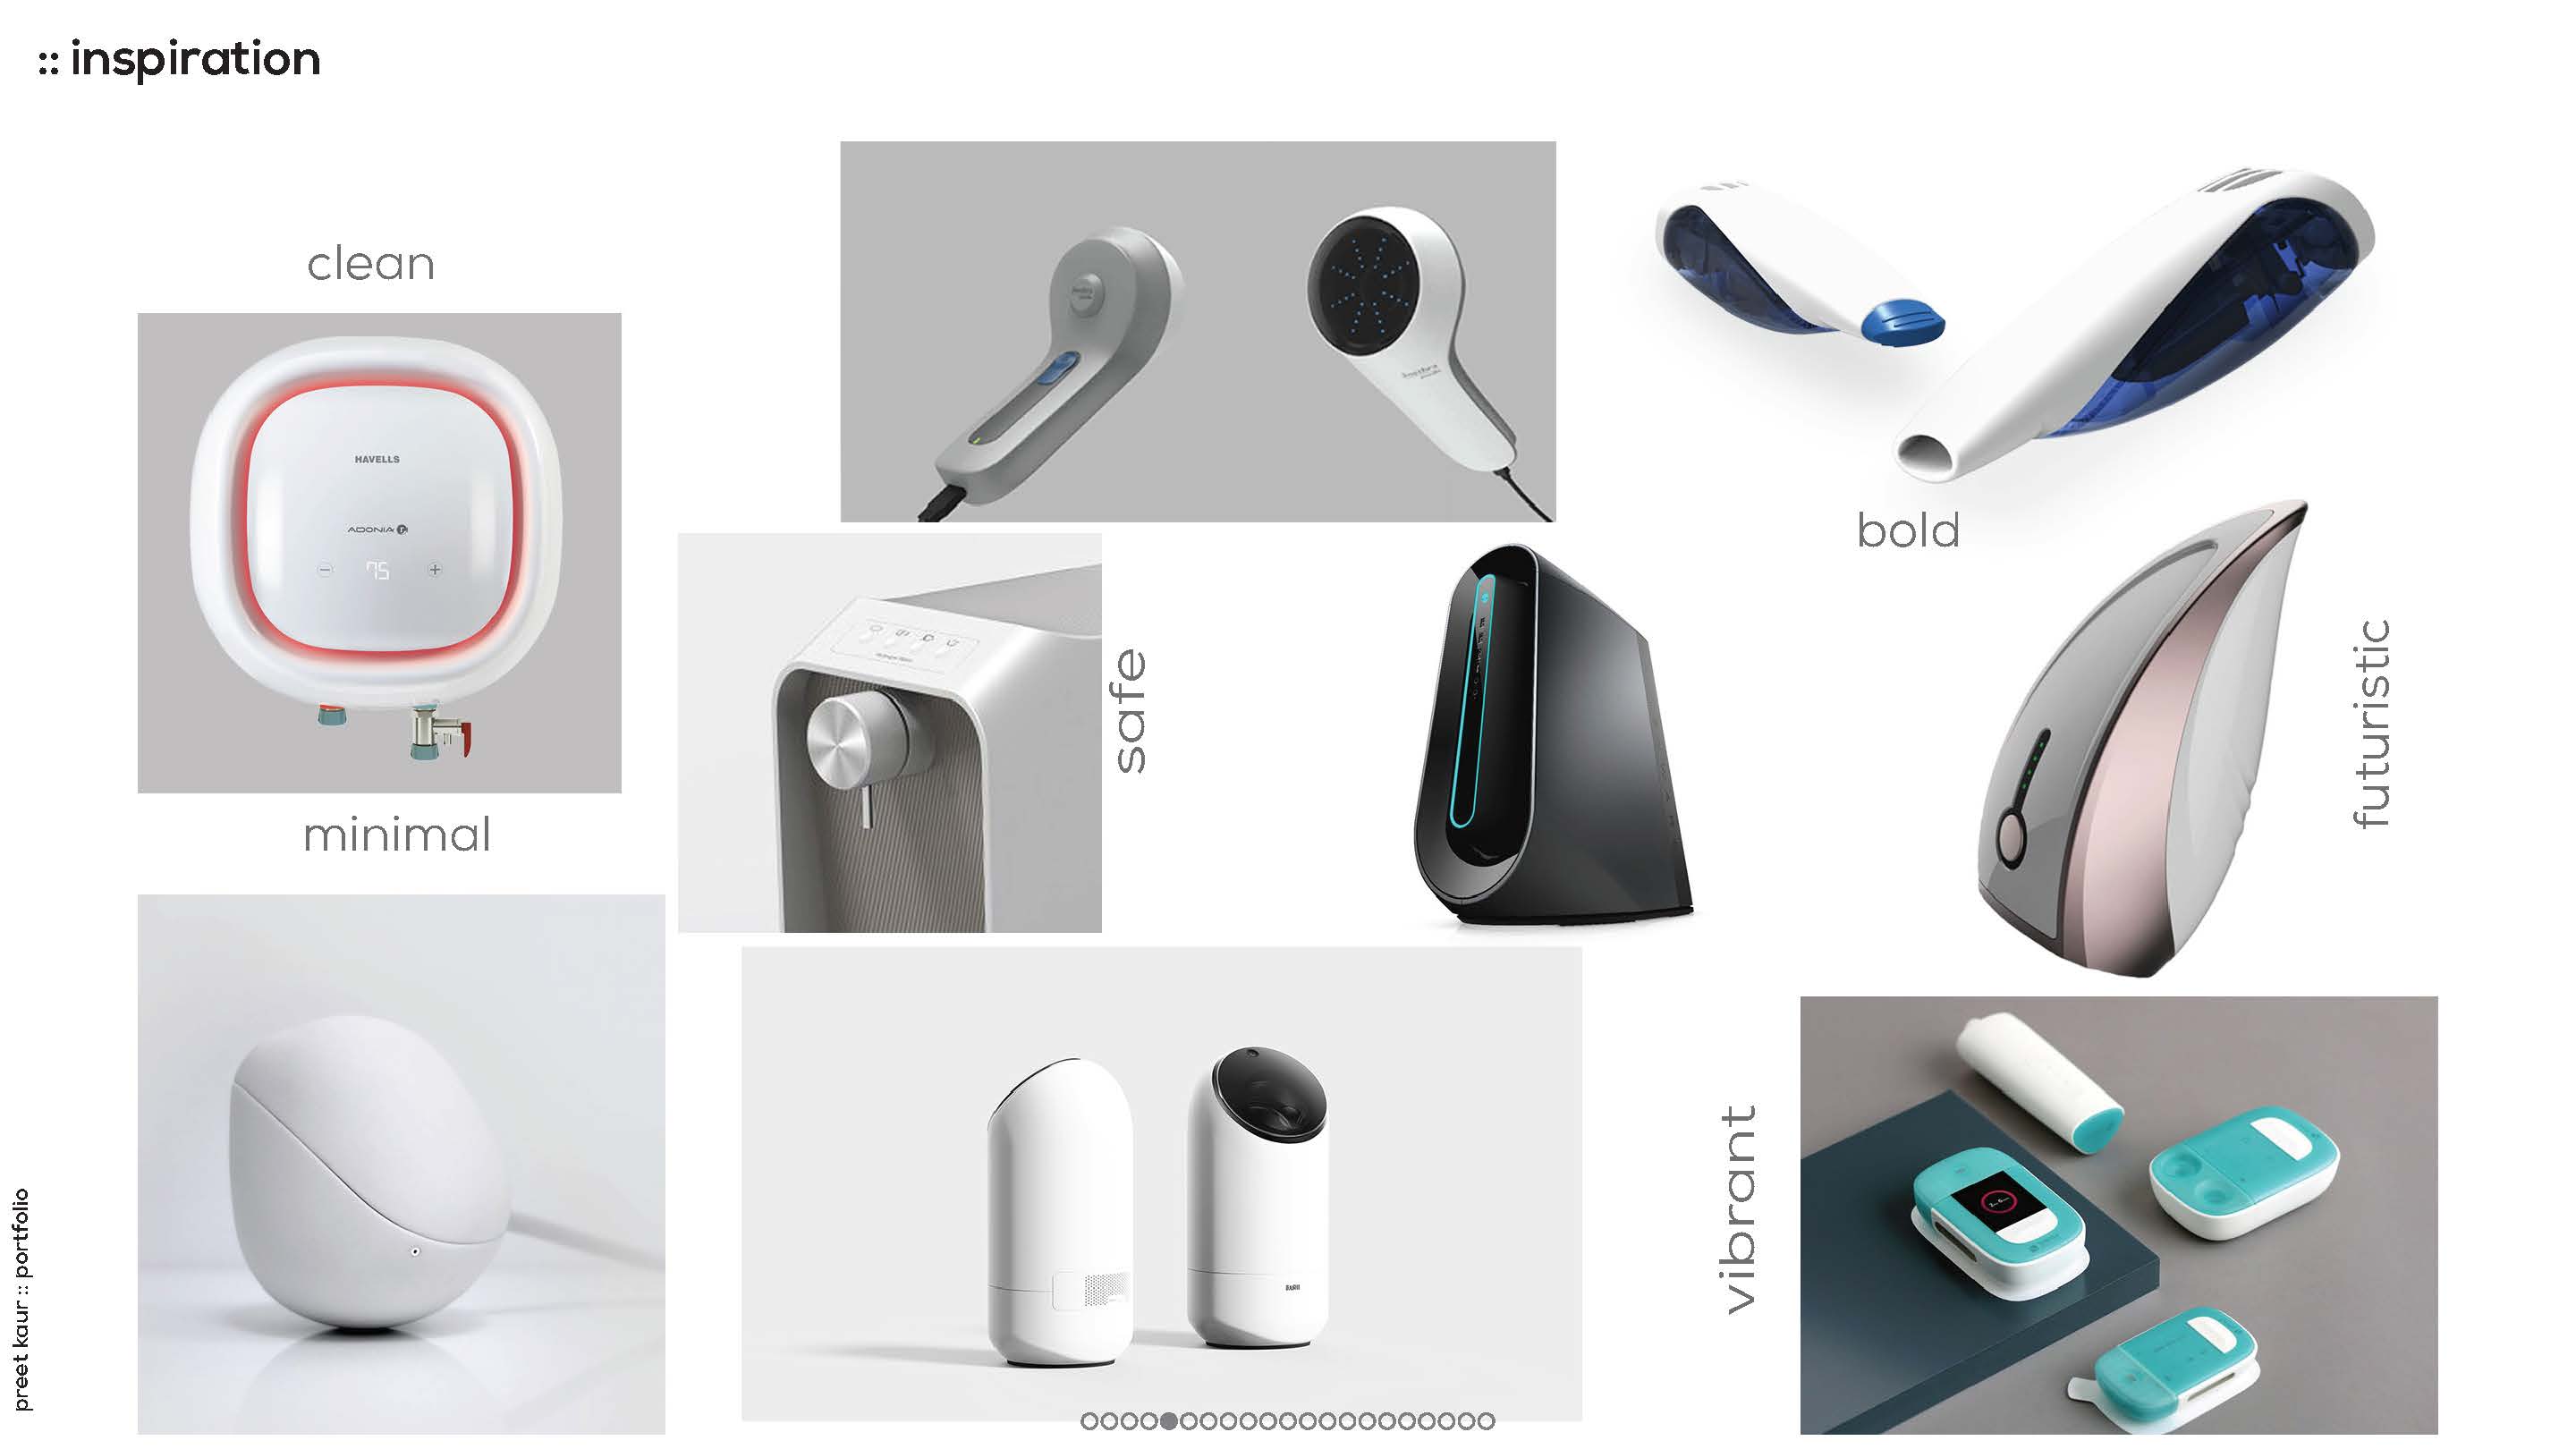 :: inspiration
clean
HAVELLS
ADONIA
75
minimal
safe
bold
futuristic
vibrant
preet kaur :: portfolio